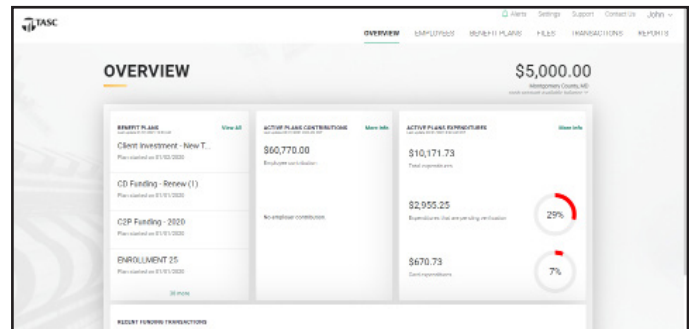 TASC
Alerts Settings Support Contact Us John
OVERVIEW EMPLOYEES BENEFIT PLANS FILES TRANSACTIONS REPORTS
OVERVIEW
$5,000.00
Montgomery County, MD
BENEFIT PLANS View All
Client Investment - New T...
Plan started on 01/02/2020
CD Funding - Renew (1)
Plan started on 01/01/2020
C2P Funding - 2020
Plan started on 01/01/2020
ENROLLMENT 25
Plan started on 01/01/2020
ACTIVE PLANS CONTRIBUTIONS More Info
$60,770.00
Employee contribution
No employer contribution
ACTIVE PLANS EXPENDITURES More Info
$10,171.73
Total expenditures
$2,955.25
Expenditures that are pending verification
29%
$670.73
Card expenditures
7%
RECENT FUNDING TRANSACTIONS